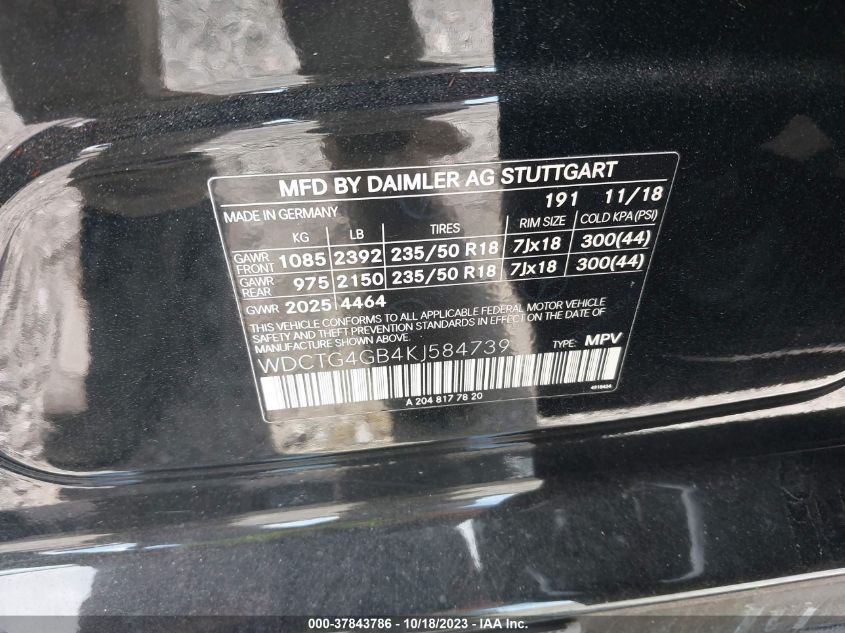 MFD BY DAIMLER AG STUTTGART
191 11/18
MADE IN GERMANY
KG LB TIRES RIM SIZE COLD KPA (PSI)
GAWR FRONT 1085 2392 235/50 R18 7Jx18 300(44)
GAWR REAR 975 2150 235/50 R18 7Jx18 300(44)
GVWR 2025 4464
THIS VEHICLE CONFORMS TO ALL APPLICABLE FEDERAL MOTOR VEHICLE
SAFETY AND THEFT PREVENTION STANDARDS IN EFFECT ON THE DATE OF
MANUFACTURE SHOWN ABOVE.
WDCTG4GB4KJ584739 TYPE: MPV
A 204 817 78 20
000-37843786 - 10/18/2023 - IAA Inc.